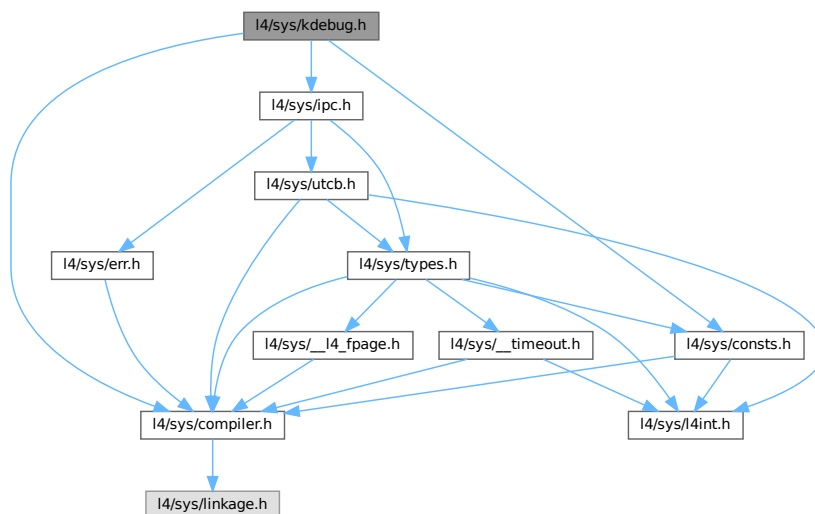 l4/sys/kdebug.h
l4/sys/ipc.h
l4/sys/utcb.h
l4/sys/err.h
l4/sys/types.h
l4/sys/__l4_fpage.h
l4/sys/__timeout.h
l4/sys/consts.h
l4/sys/compiler.h
l4/sys/l4int.h
l4/sys/linkage.h